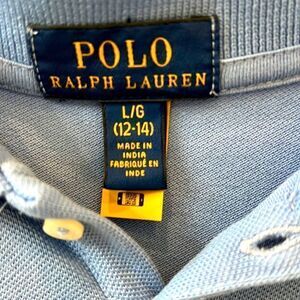 POLO
RALPH LAUREN
L/G
(12-14)
MADE IN
INDIA
FABRIQUÉ EN
INDE